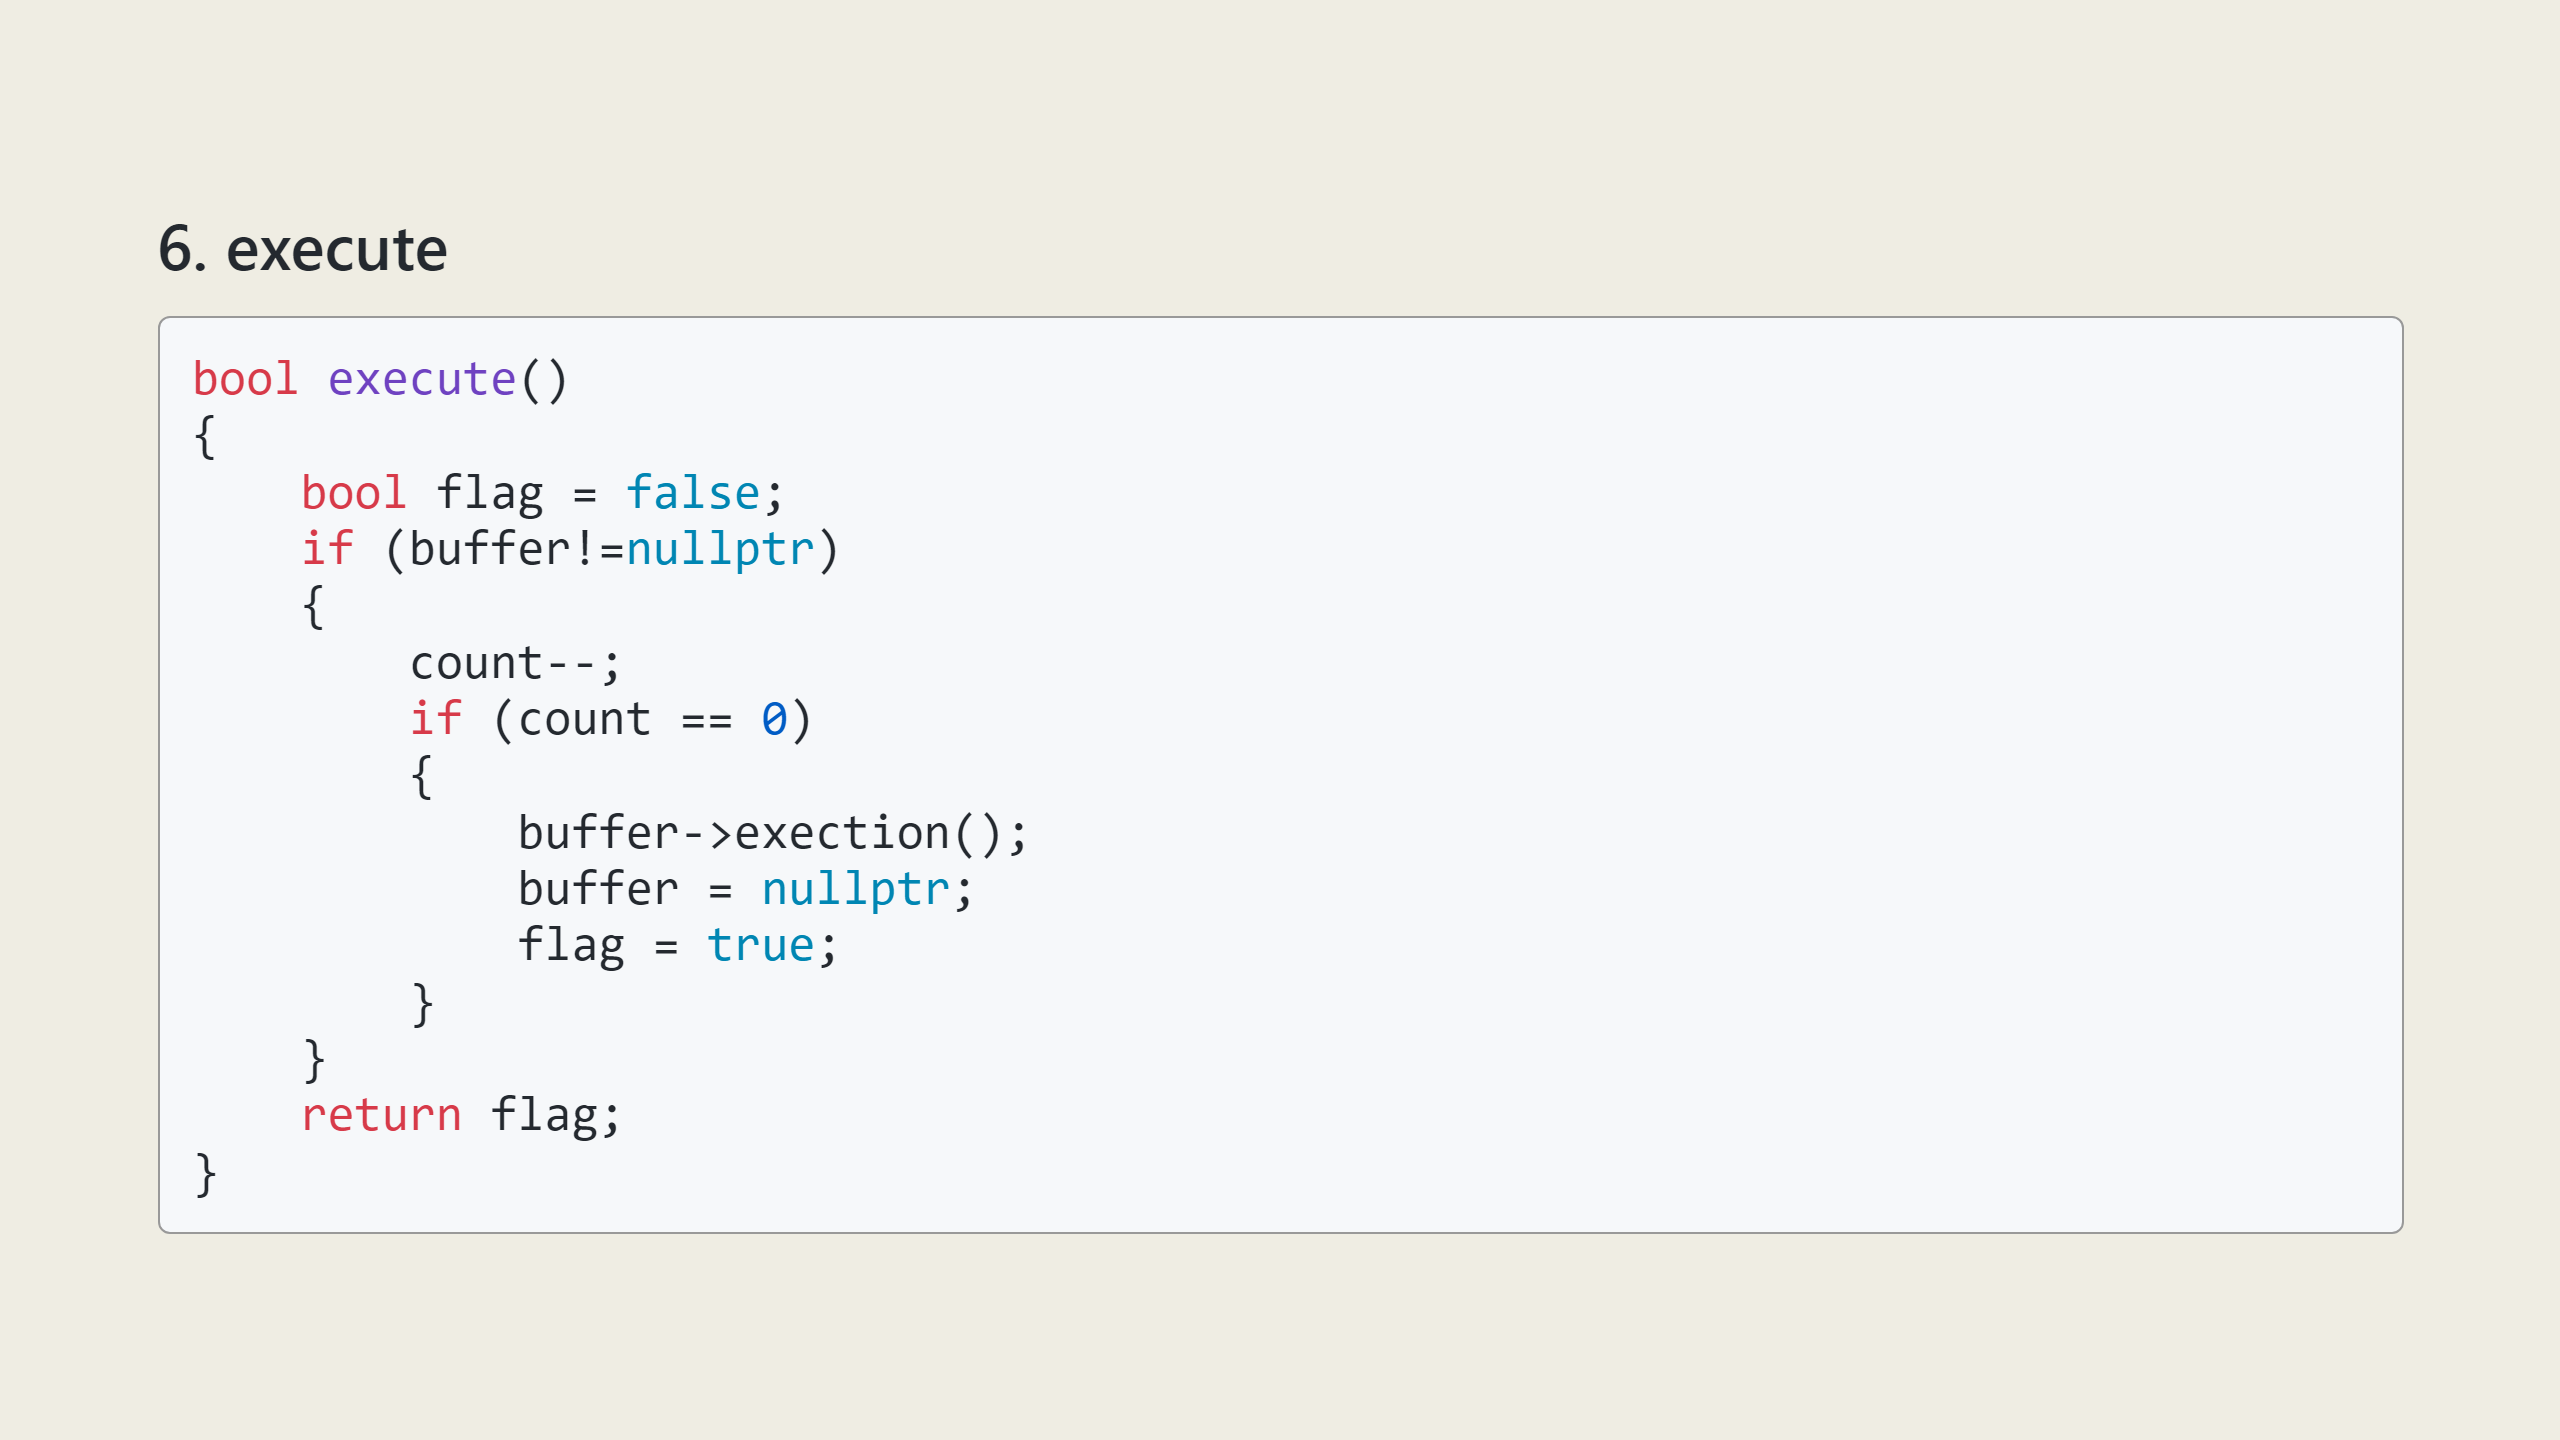 6. execute
bool execute()
{
    bool flag = false;
    if (buffer!=nullptr)
    {
        count--;
        if (count == 0)
        {
            buffer->exection();
            buffer = nullptr;
            flag = true;
        }
    }
    return flag;
}